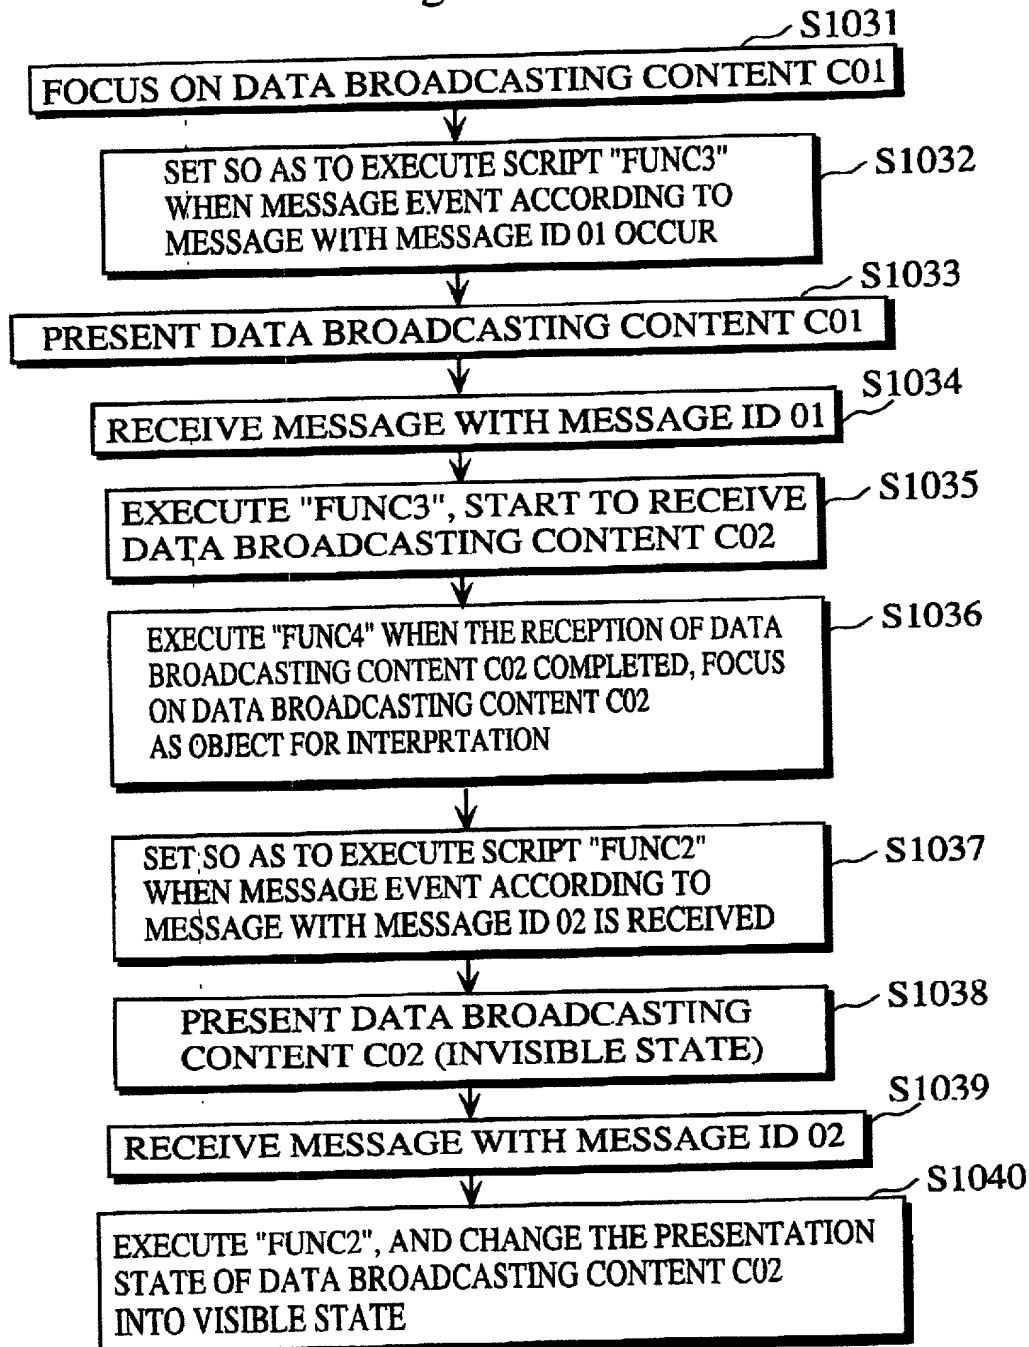 S1031
FOCUS ON DATA BROADCASTING CONTENT C01
SET SO AS TO EXECUTE SCRIPT "FUNC3"
WHEN MESSAGE EVENT ACCORDING TO
MESSAGE WITH MESSAGE ID 01 OCCUR
S1032
S1033
PRESENT DATA BROADCASTING CONTENT C01
S1034
RECEIVE MESSAGE WITH MESSAGE ID 01
EXECUTE "FUNC3", START TO RECEIVE
DATA BROADCASTING CONTENT C02
S1035
EXECUTE "FUNC4" WHEN THE RECEPTION OF DATA
BROADCASTING CONTENT C02 COMPLETED, FOCUS
ON DATA BROADCASTING CONTENT C02
AS OBJECT FOR INTERPRTATION
S1036
SET SO AS TO EXECUTE SCRIPT "FUNC2"
WHEN MESSAGE EVENT ACCORDING TO
MESSAGE WITH MESSAGE ID 02 IS RECEIVED
S1037
PRESENT DATA BROADCASTING
CONTENT C02 (INVISIBLE STATE)
S1038
S1039
RECEIVE MESSAGE WITH MESSAGE ID 02
S1040
EXECUTE "FUNC2", AND CHANGE THE PRESENTATION
STATE OF DATA BROADCASTING CONTENT C02
INTO VISIBLE STATE